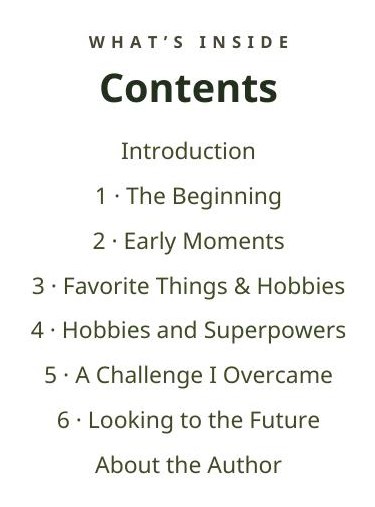 WHAT’S INSIDE
Contents
Introduction
1 · The Beginning
2 · Early Moments
3 · Favorite Things & Hobbies
4 · Hobbies and Superpowers
5 · A Challenge I Overcame
6 · Looking to the Future
About the Author